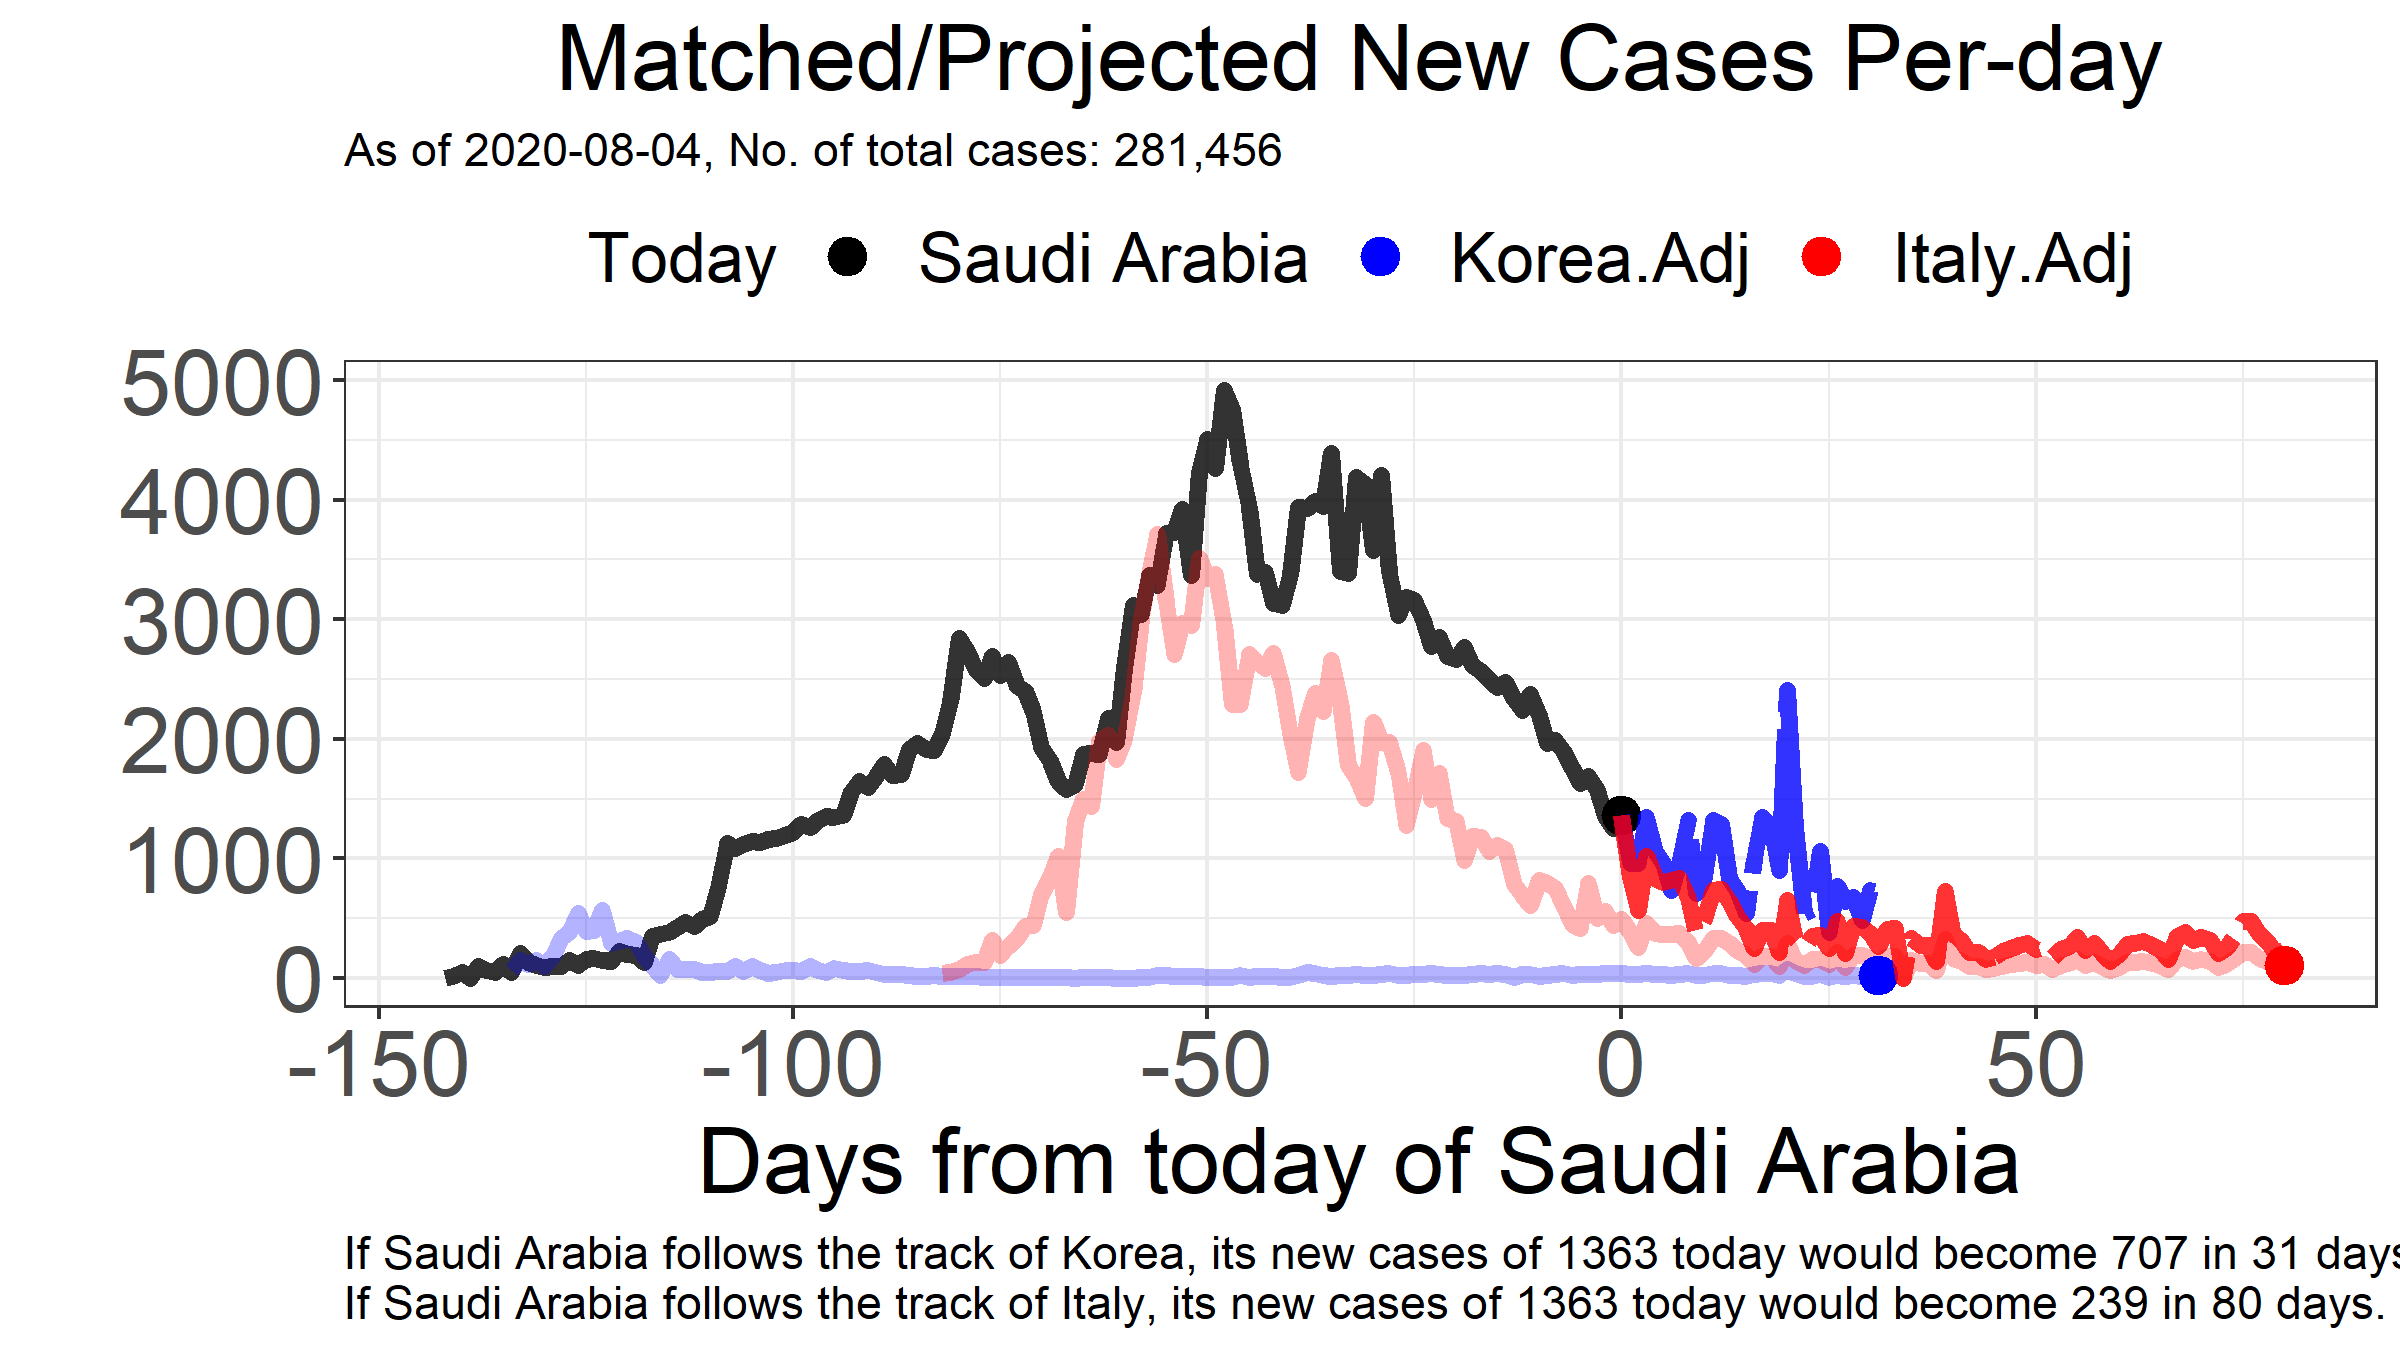 Matched/Projected New Cases Per-day
As of 2020-08-04, No. of total cases: 281,456
Today Saudi Arabia Korea.Adj Italy.Adj
5000
4000
3000
2000
1000
0
-150 -100 -50 0 50
Days from today of Saudi Arabia
If Saudi Arabia follows the track of Korea, its new cases of 1363 today would become 707 in 31 days
If Saudi Arabia follows the track of Italy, its new cases of 1363 today would become 239 in 80 days.